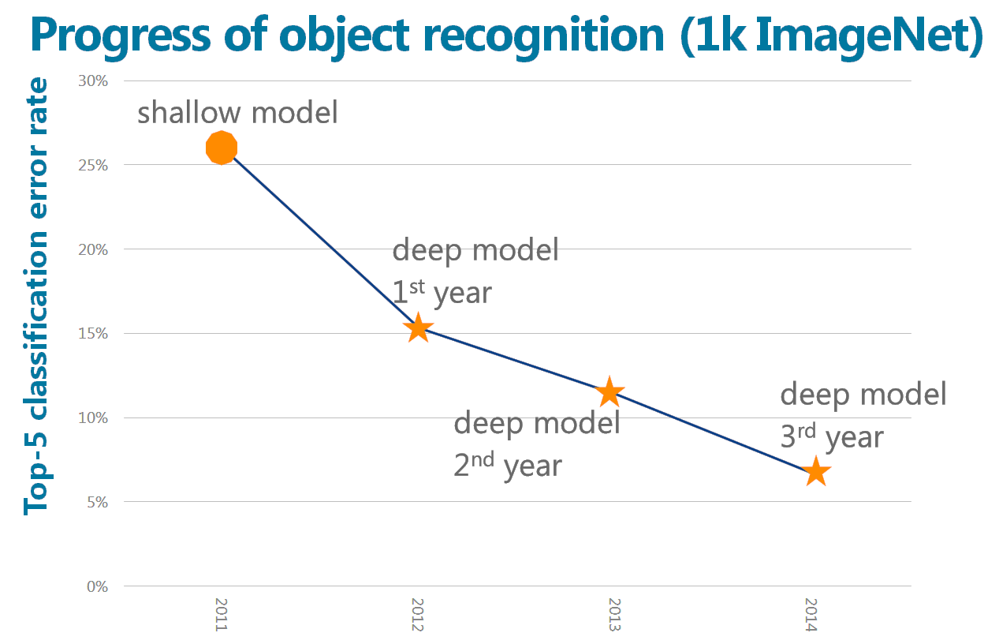 Progress of object recognition (1k ImageNet)
Top-5 classification error rate
30%
shallow model
25%
20%
deep model
1st year
15%
10%
deep model
2nd year
deep model
3rd year
5%
0%
2011
2012
2013
2014